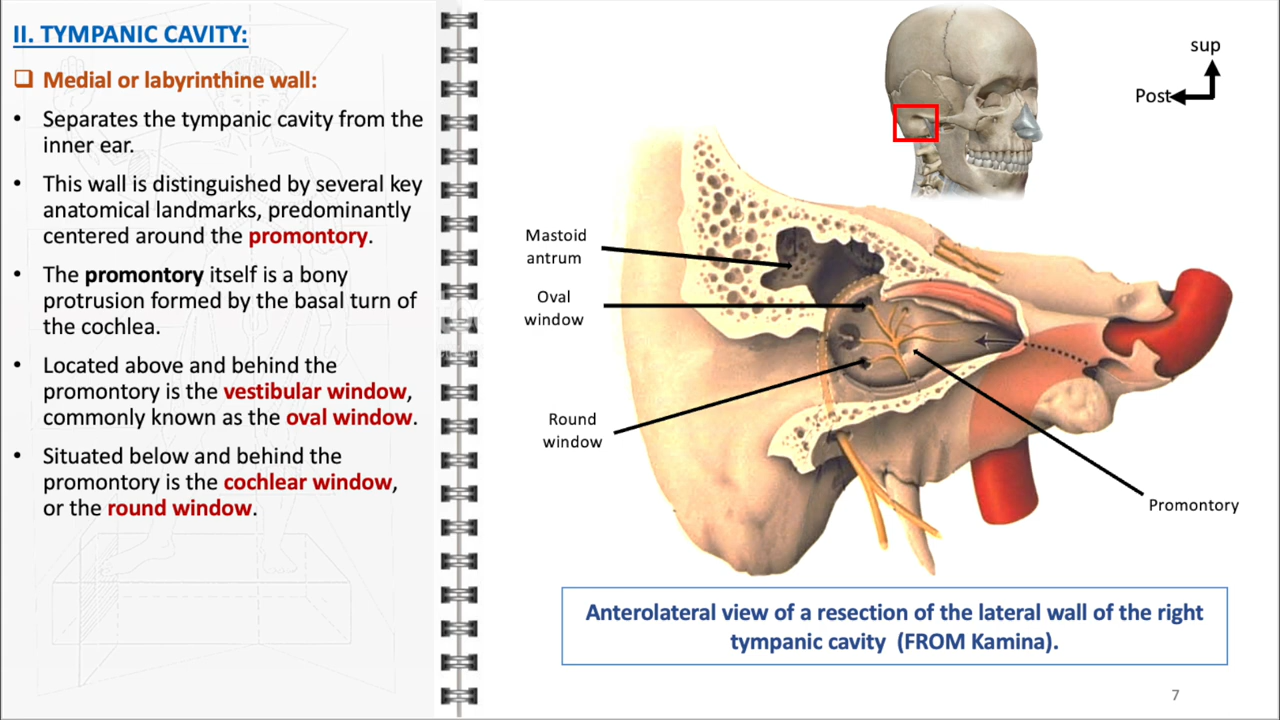 II. TYMPANIC CAVITY:
❑ Medial or labyrinthine wall:
• Separates the tympanic cavity from the
inner ear.
• This wall is distinguished by several key
anatomical landmarks, predominantly
centered around the promontory.
• The promontory itself is a bony
protrusion formed by the basal turn of
the cochlea.
• Located above and behind the
promontory is the vestibular window,
commonly known as the oval window.
• Situated below and behind the
promontory is the cochlear window,
or the round window.
sup
Post
Mastoid
antrum
Oval
window
Round
window
Promontory
Anterolateral view of a resection of the lateral wall of the right
tympanic cavity (FROM Kamina).
7